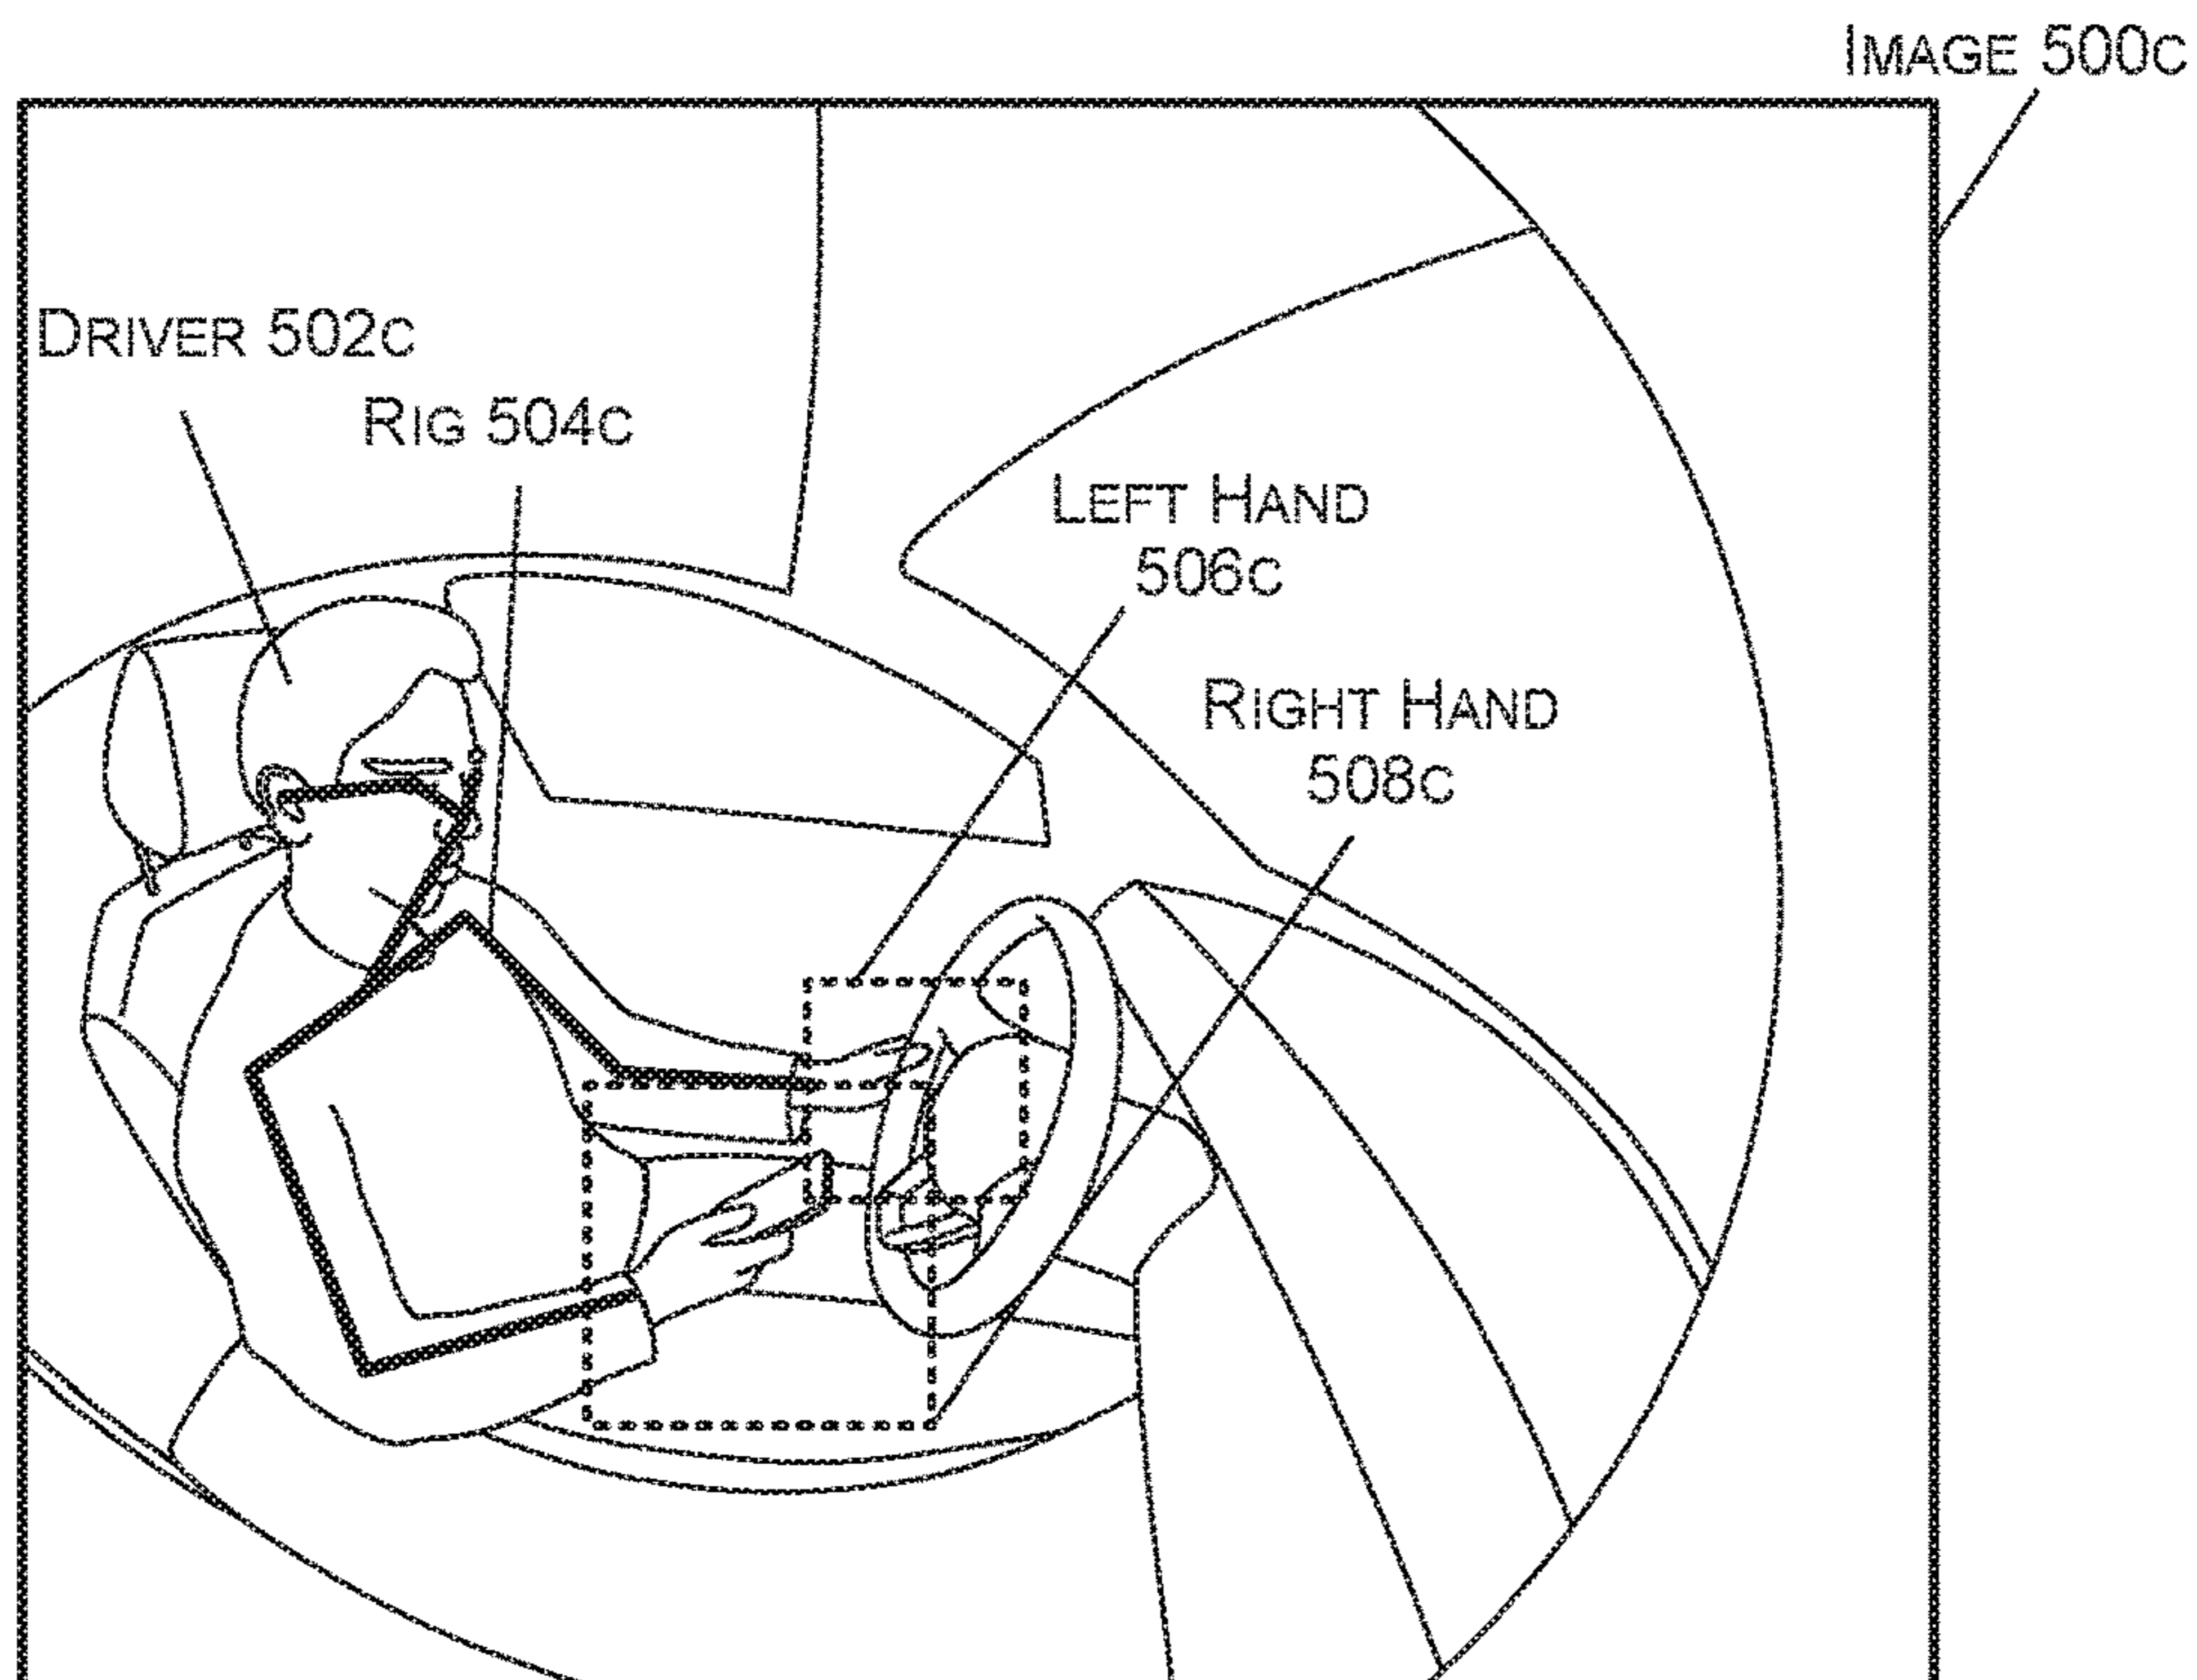 IMAGE 500C
DRIVER 502C
RIG 504C
LEFT HAND
506C
RIGHT HAND
508C